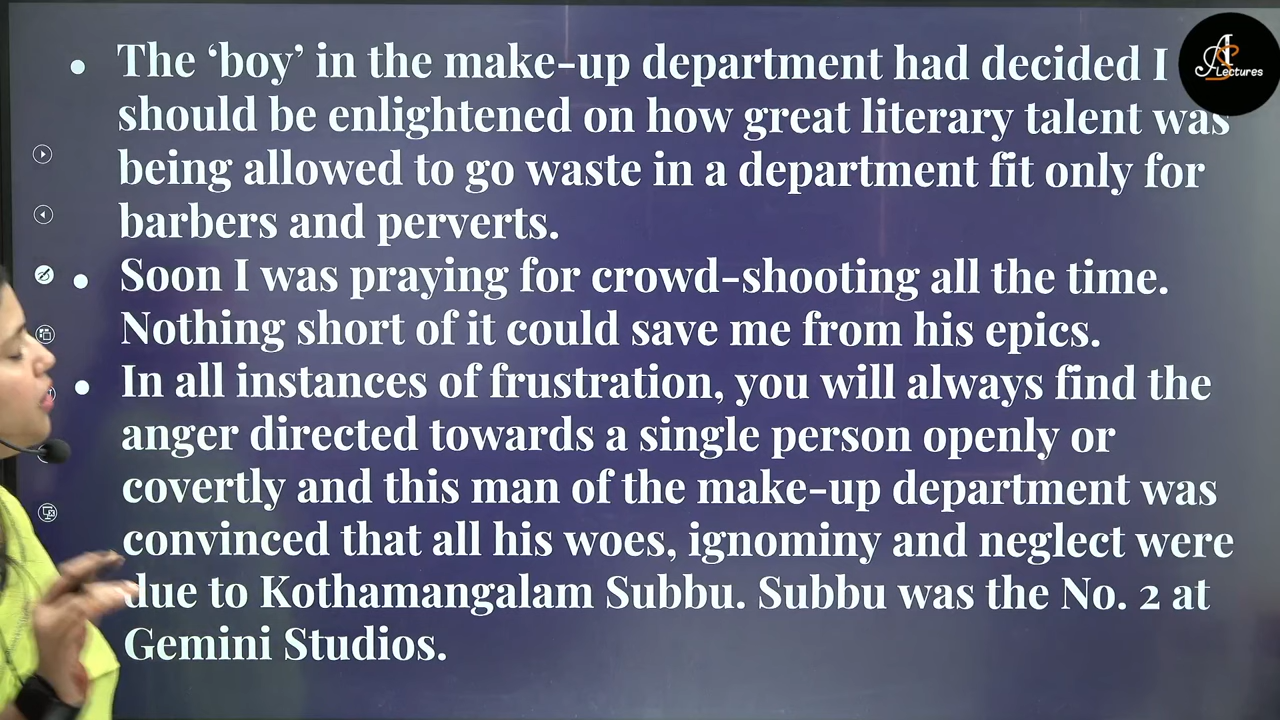 • The ‘boy’ in the make-up department had decided I
should be enlightened on how great literary talent was
being allowed to go waste in a department fit only for
barbers and perverts.
• Soon I was praying for crowd-shooting all the time.
Nothing short of it could save me from his epics.
• In all instances of frustration, you will always find the
anger directed towards a single person openly or
covertly and this man of the make-up department was
convinced that all his woes, ignominy and neglect were
due to Kothamangalam Subbu. Subbu was the No. 2 at
Gemini Studios.
AS
Lectures